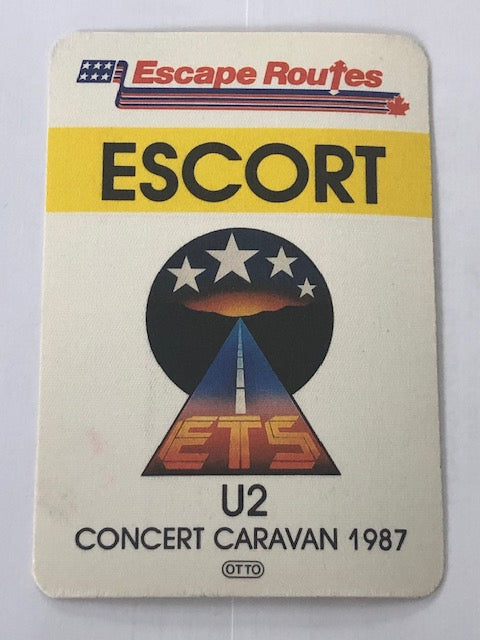 Escape Routes
ESCORT
ETS
U2
CONCERT CARAVAN 1987
OTTO